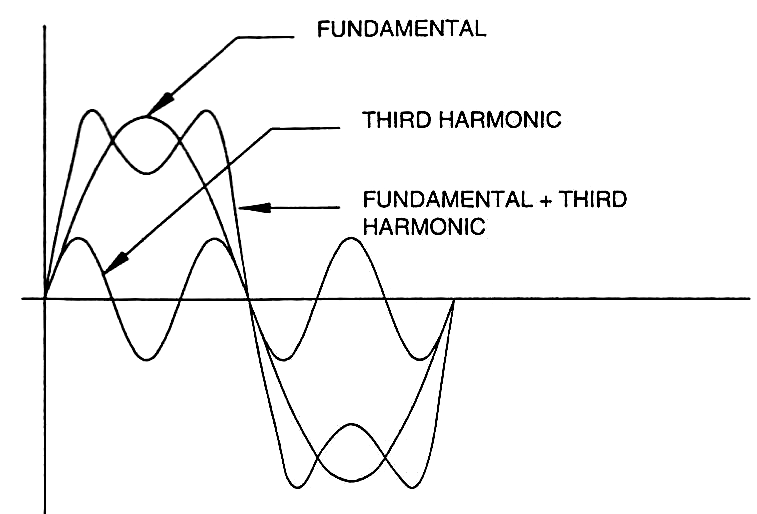 FUNDAMENTAL
THIRD HARMONIC
FUNDAMENTAL + THIRD
HARMONIC